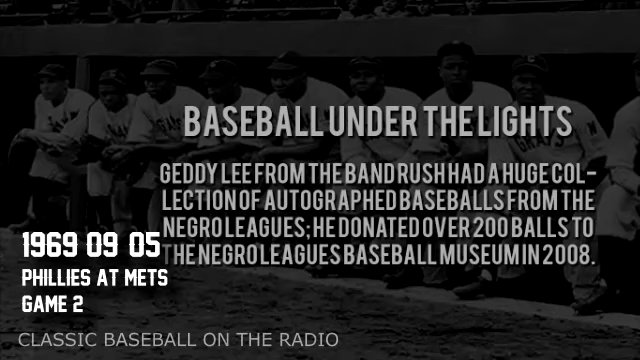 BASEBALL UNDER THE LIGHTS
GEDDY LEE FROM THE BAND RUSH HAD A HUGE COL-
LECTION OF AUTOGRAPHED BASEBALLS FROM THE
NEGRO LEAGUES; HE DONATED OVER 200 BALLS TO
THE NEGRO LEAGUES BASEBALL MUSEUM IN 2008.
1969 09 05
PHILLIES AT METS
GAME 2
CLASSIC BASEBALL ON THE RADIO
GRAYS